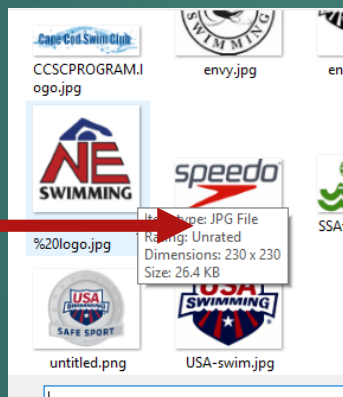 Cape Cod Swim Club
SWIMMING
CCSCPROGRAM.l
ogo.jpg
envy.jpg
en
NE
SWIMMING
speedo
%20logo.jpg
SSA
Item type: JPG File
Rating: Unrated
Dimensions: 230 x 230
Size: 26.4 KB
USA
SWIMMING
SAFE SPORT
USA
SWIMMING
untitled.png
USA-swim.jpg